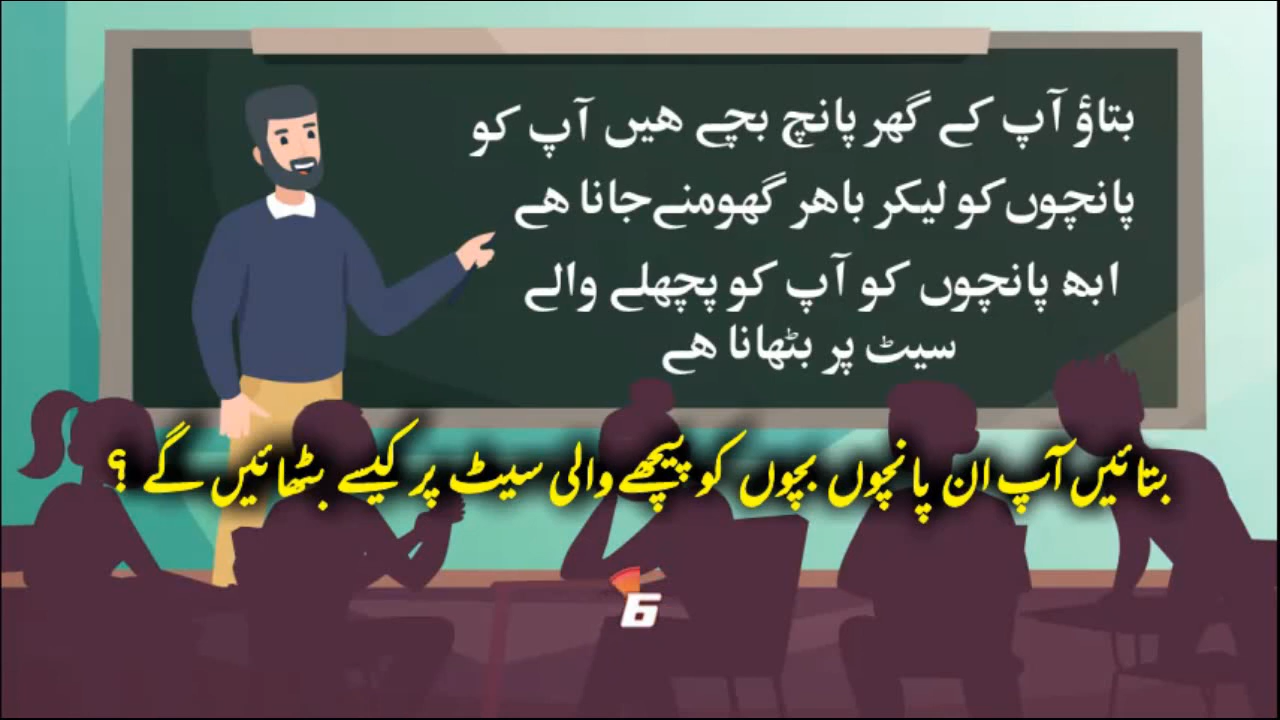 بتاؤ آپ کے گھر پانچ بچے ھیں آپ کو
پانچوں کو لیکر باھر گھومنے جانا ھے
ابھ پانچوں کو آپ کو پچھلے والے
سیٹ پر بٹھانا ھے
بتائیں آپ ان پانچوں بچوں کو پیچھے والی سیٹ پر کیسے بٹھائیں گے ؟
6